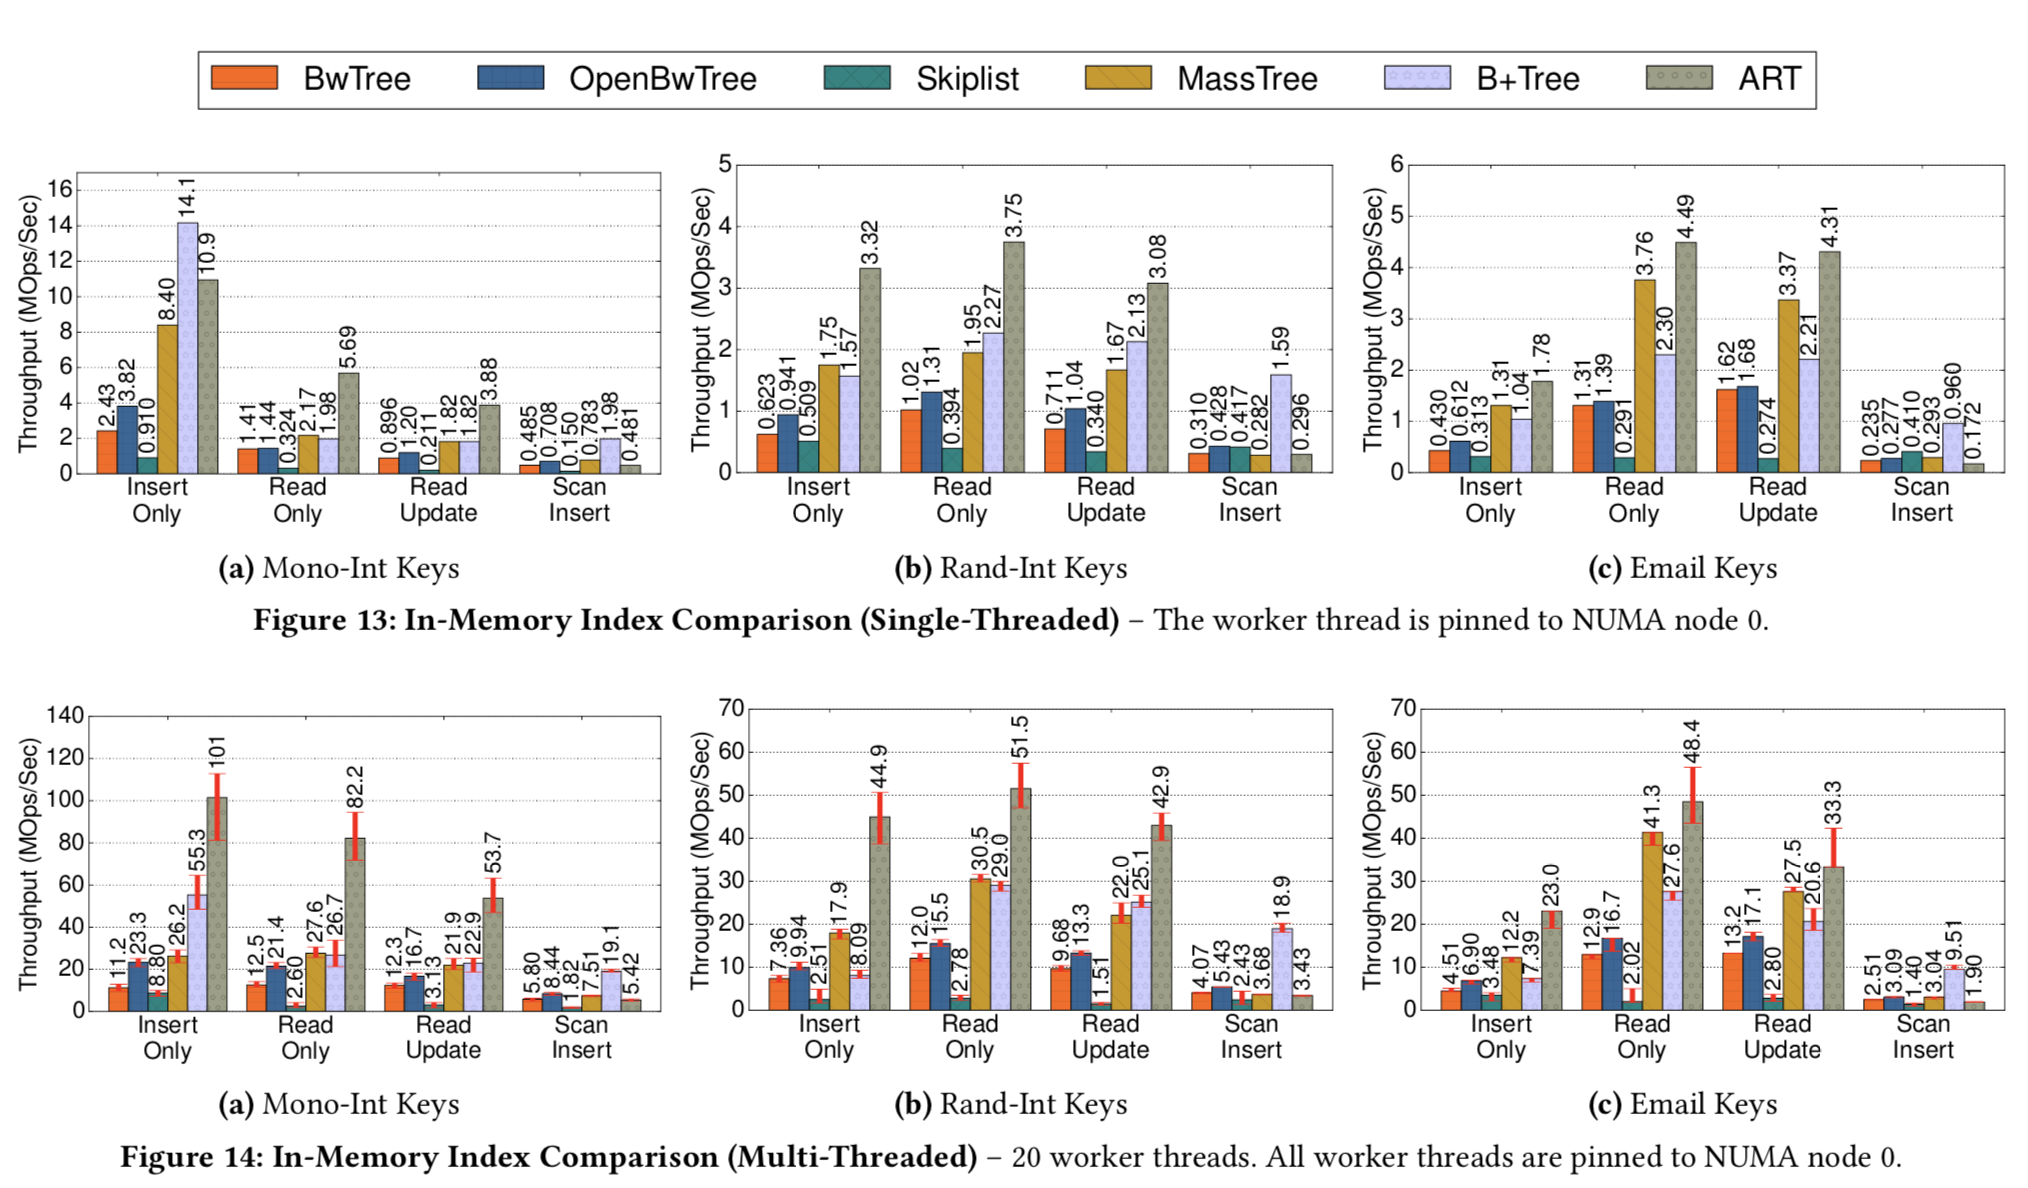 BwTree OpenBwTree Skiplist MassTree B+Tree ART
Throughput (MOps/Sec)
16
14
12
10
8
6
4
2
0
2.43 3.82 0.910 8.40 14.1 10.9
1.41 1.44 0.324 2.17 1.98 5.69
0.896 1.20 0.211 1.82 1.82 3.88
0.485 0.708 0.150 0.783 1.98 0.481
Insert Read Read Scan
Only Only Update Insert
(a) Mono-Int Keys
Throughput (MOps/Sec)
5
4
3
2
1
0
0.623 0.941 0.509 1.75 1.57 3.32
1.02 1.31 0.394 1.95 2.27 3.75
0.711 1.04 0.340 1.67 2.13 3.08
0.310 0.428 0.417 0.282 1.59 0.296
Insert Read Read Scan
Only Only Update Insert
(b) Rand-Int Keys
Throughput (MOps/Sec)
6
5
4
3
2
1
0
0.430 0.612 0.313 1.31 1.04 1.78
1.31 1.39 0.291 3.76 2.30 4.49
1.62 1.68 0.274 3.37 2.21 4.31
0.235 0.277 0.410 0.293 0.960 0.172
Insert Read Read Scan
Only Only Update Insert
(c) Email Keys
Figure 13: In-Memory Index Comparison (Single-Threaded) – The worker thread is pinned to NUMA node 0.
Throughput (MOps/Sec)
140
120
100
80
60
40
20
0
11.2 23.3 8.80 26.2 55.3 101
12.5 21.4 2.60 27.6 26.7 82.2
12.3 16.7 3.13 21.9 22.9 53.7
5.80 8.44 1.82 7.51 19.1 5.42
Insert Read Read Scan
Only Only Update Insert
(a) Mono-Int Keys
Throughput (MOps/Sec)
70
60
50
40
30
20
10
0
7.36 9.94 2.51 17.9 8.09 44.9
12.0 15.5 2.78 30.5 29.0 51.5
9.68 13.3 1.51 22.0 25.1 42.9
4.07 5.43 2.43 3.68 18.9 3.43
Insert Read Read Scan
Only Only Update Insert
(b) Rand-Int Keys
Throughput (MOps/Sec)
70
60
50
40
30
20
10
0
4.51 6.90 3.48 12.2 7.39 23.0
12.9 16.7 2.02 41.3 27.6 48.4
13.2 17.1 2.80 27.5 20.6 33.3
2.51 3.09 1.40 3.04 9.51 1.90
Insert Read Read Scan
Only Only Update Insert
(c) Email Keys
Figure 14: In-Memory Index Comparison (Multi-Threaded) – 20 worker threads. All worker threads are pinned to NUMA node 0.